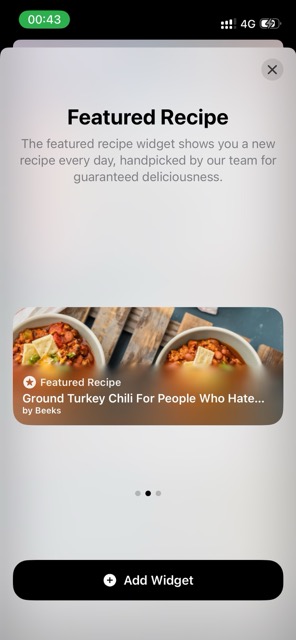 00:43
4G
Featured Recipe
The featured recipe widget shows you a new
recipe every day, handpicked by our team for
guaranteed deliciousness.
Featured Recipe
Ground Turkey Chili For People Who Hate...
by Beeks
Add Widget